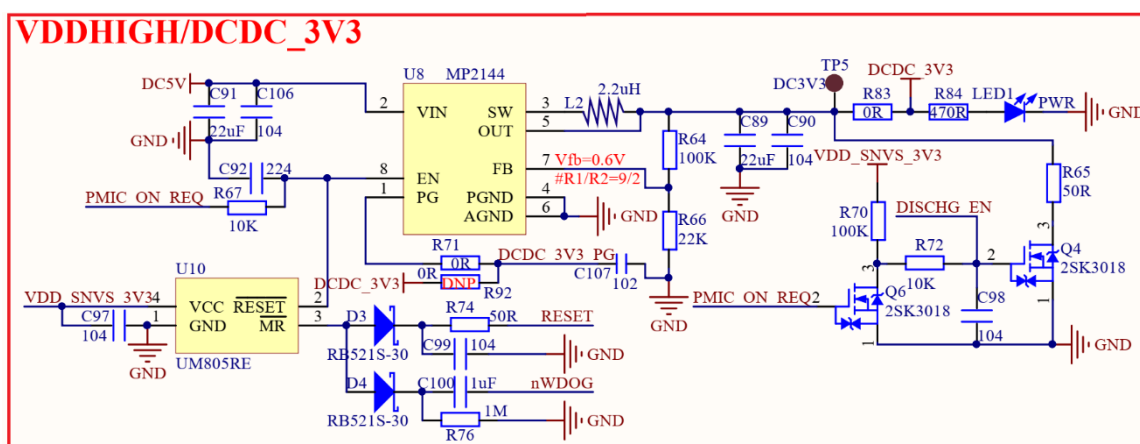 VDDHIGH/DCDC_3V3
TP5
U8 MP2144
DC3V3
DCDC_3V3
DC5V
C91
C106
2.2uH
R83
R84
LED1
2
VIN
SW
3
L2
0R
470R
PWR
GND
OUT
5
GND
22uF
104
R64
100K
C89
C90
22uF
104
FB
7
Vfb=0.6V
#R1/R2=9/2
VDD_SNVS_3V3
R65
50R
C92
224
8
EN
1
PG
PGND
4
AGND
6
GND
GND
PMIC_ON_REQ
R67
10K
R66
22K
R70
100K
DISCHG_EN
3
R71
0R
DCDC_3V3_PG
R72
10K
2
Q4
2SK3018
U10
DCDC_3V3
0R
DNP
R92
C107
102
3
VDD_SNVS_3V3
4
VCC
RESET
2
1
GND
MR
3
PMIC_ON_REQ
2
Q6
2SK3018
C98
104
1
1
GND
C97
104
GND
UM805RE
D3
RB521S-30
R74
50R
RESET
GND
C99
104
GND
D4
RB521S-30
C100
1uF
nWDOG
R76
1M
GND